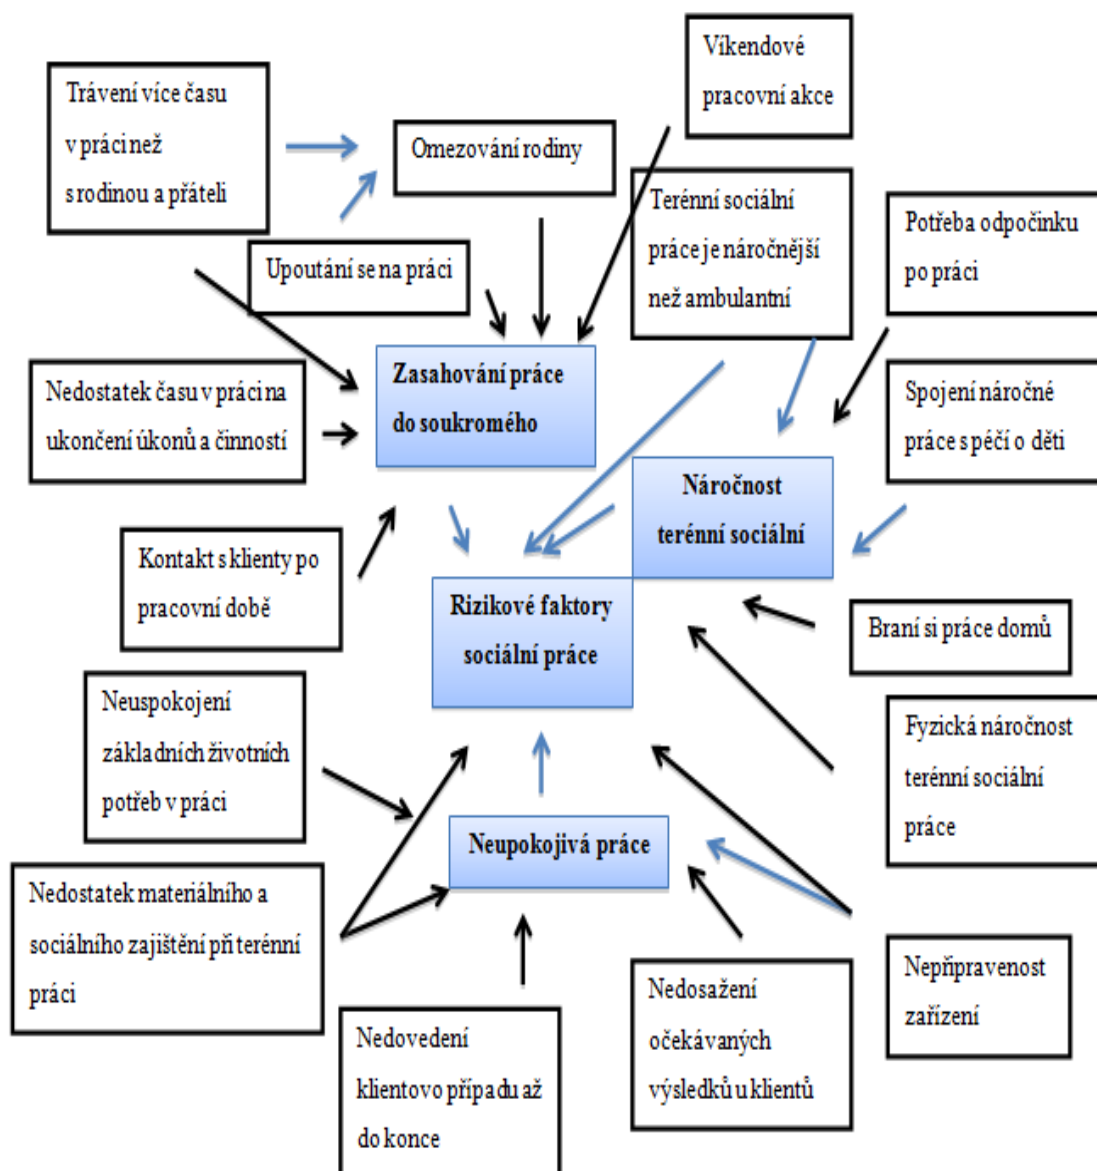 Víkendové
pracovní akce
Trávení více času
v práci než
s rodinou a přáteli
Omezování rodiny
Terénní sociální
práce je náročnější
než ambulantní
Potřeba odpočinku
po práci
Upoutání se na práci
Zasahování práce
do soukromého
Nedostatek času v práci na
ukončení úkonů a činností
Spojení náročné
práce s péčí o děti
Náročnost
terénní sociální
Kontakt s klienty po
pracovní době
Rizikové faktory
sociální práce
Braní si práce domů
Neuspokojení
základních životních
potřeb v práci
Fyzická náročnost
terénní sociální
práce
Neupokojivá práce
Nedostatek materiálního a
sociálního zajištění při terénní
práci
Nedosažení
očekávaných
výsledků u klientů
Nepřipravenost
zařízení
Nedovedení
klientovo případu až
do konce